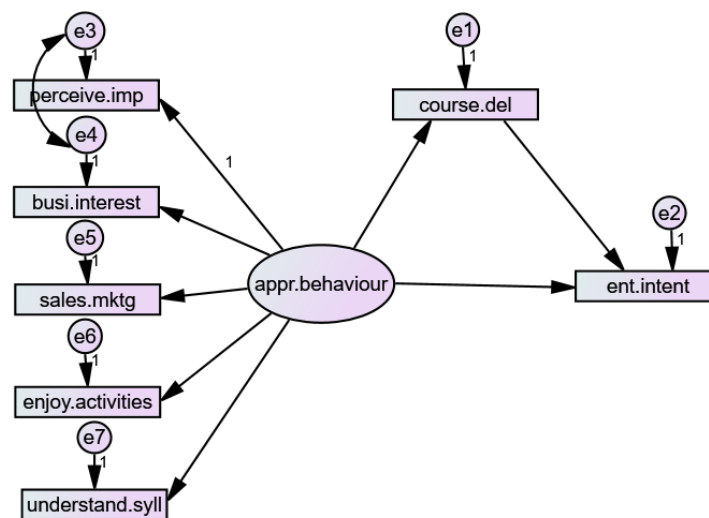 e3
1
perceive.imp
e4
1
busi.interest
e5
1
sales.mktg
e6
1
enjoy.activities
e7
1
understand.syll
1
appr.behaviour
e1
1
course.del
e2
1
ent.intent